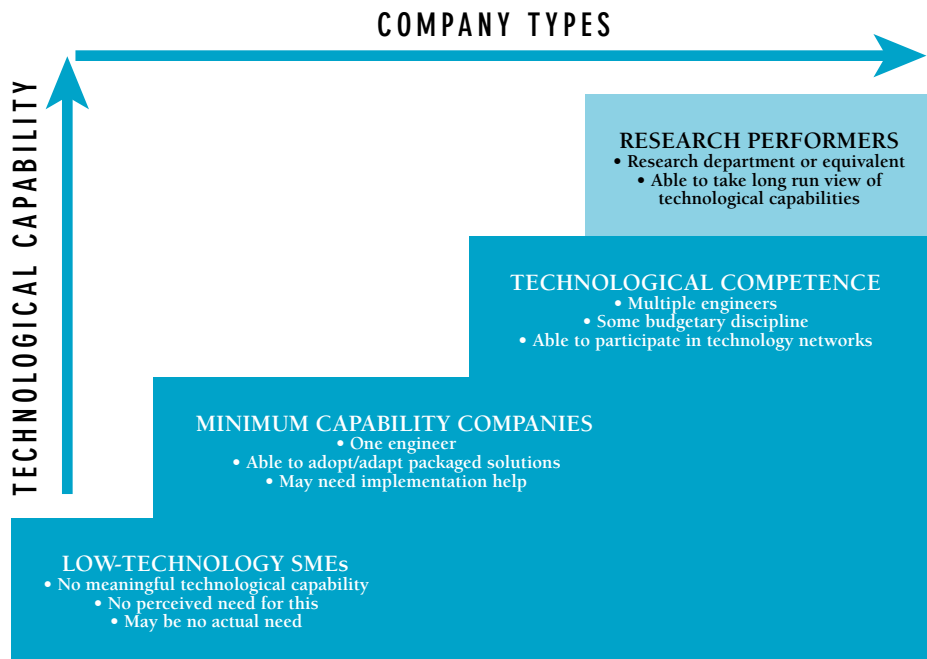 COMPANY TYPES
TECHNOLOGICAL CAPABILITY
RESEARCH PERFORMERS
• Research department or equivalent
• Able to take long run view of
technological capabilities
TECHNOLOGICAL COMPETENCE
• Multiple engineers
• Some budgetary discipline
• Able to participate in technology networks
MINIMUM CAPABILITY COMPANIES
• One engineer
• Able to adopt/adapt packaged solutions
• May need implementation help
LOW-TECHNOLOGY SMEs
• No meaningful technological capability
• No perceived need for this
• May be no actual need